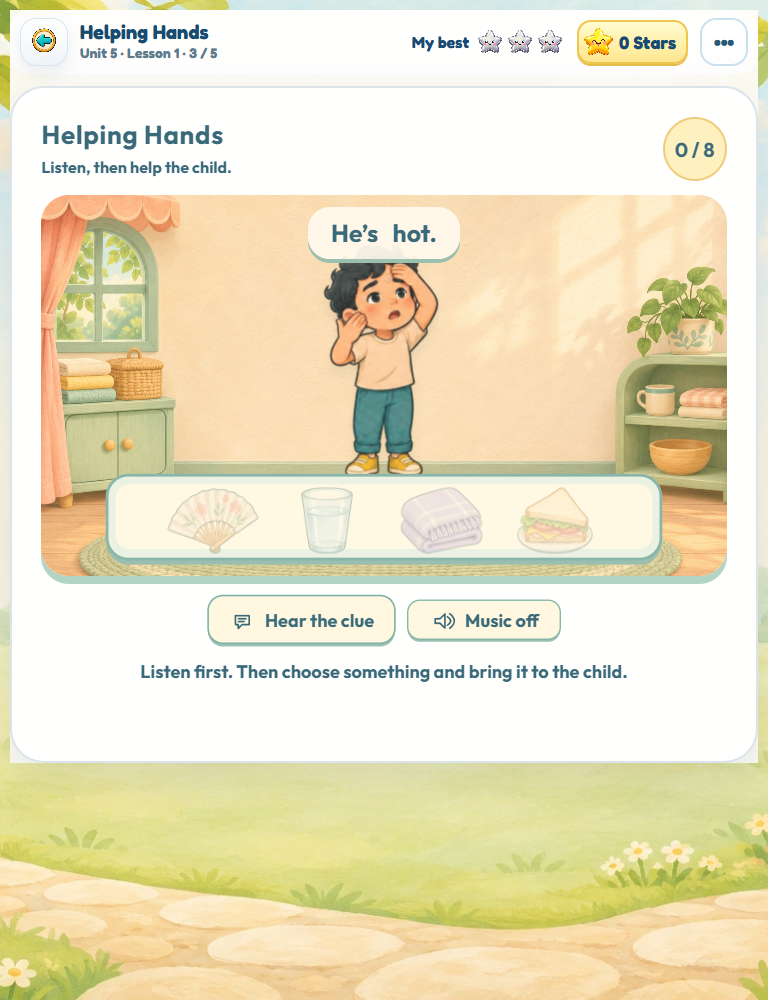 Helping Hands
Unit 5 · Lesson 1 · 3 / 5
My best
0 Stars
Helping Hands
Listen, then help the child.
0 / 8
He’s hot.
Hear the clue
Music off
Listen first. Then choose something and bring it to the child.